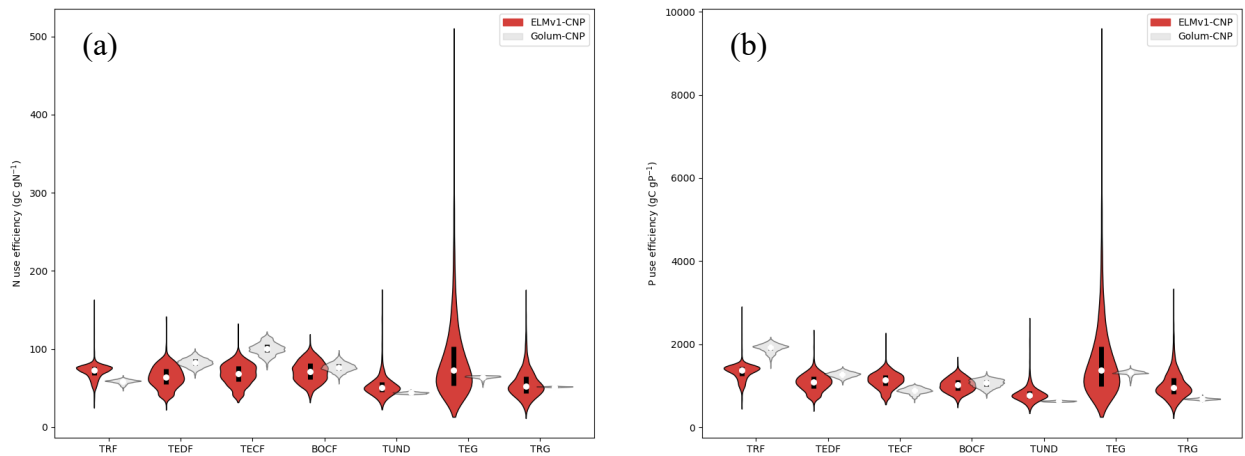 (a)
ELMv1-CNP
Golum-CNP
N use efficiency (gC gN⁻¹)
500
400
300
200
100
0
TRF TEDF TECF BOCF TUND TEG TRG
(b)
ELMv1-CNP
Golum-CNP
P use efficiency (gC gP⁻¹)
10000
8000
6000
4000
2000
0
TRF TEDF TECF BOCF TUND TEG TRG